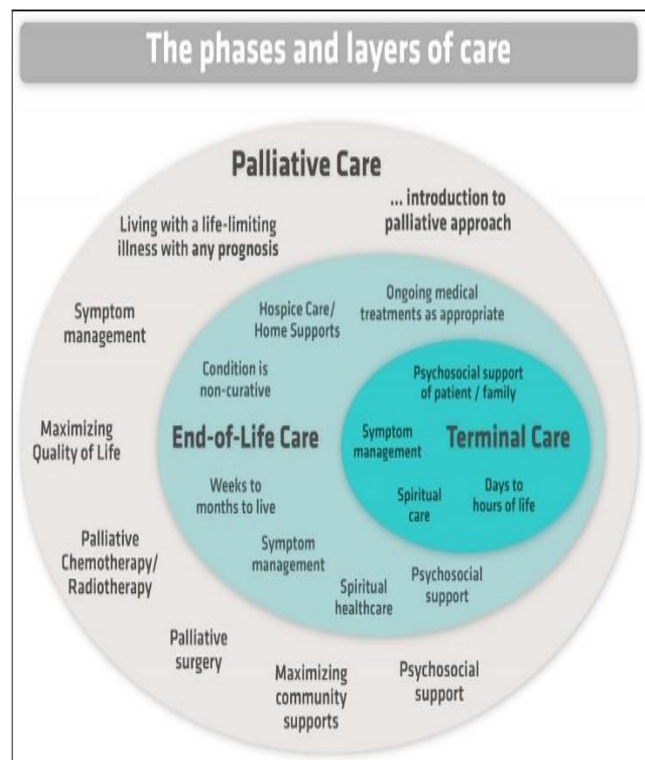 The phases and layers of care
Palliative Care
... introduction to
palliative approach
Living with a life-limiting
illness with any prognosis
Symptom
management
Maximizing
Quality of Life
Palliative
Chemotherapy/
Radiotherapy
Palliative
surgery
Maximizing
community
supports
Psychosocial
support
Hospice Care/
Home Supports
Ongoing medical
treatments as appropriate
Condition is
non-curative
End-of-Life Care
Weeks to
months to live
Symptom
management
Spiritual
healthcare
Psychosocial
support
Psychosocial support
of patient / family
Symptom
management
Terminal Care
Spiritual
care
Days to
hours of life